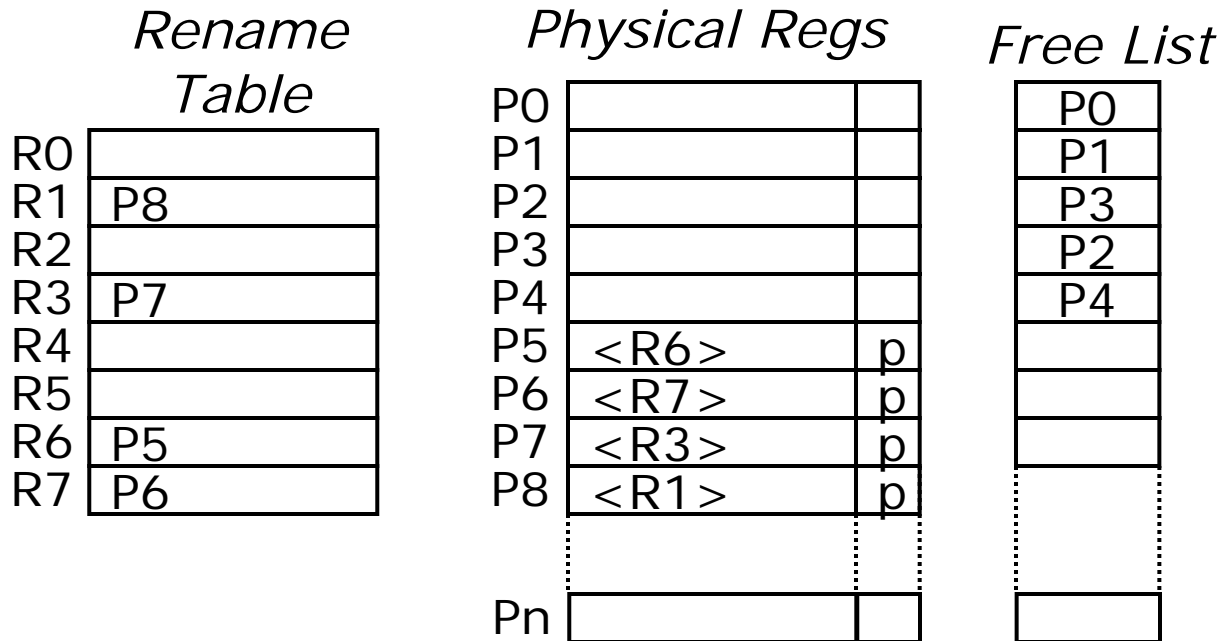 Rename
Table
R0
R1 P8
R2
R3 P7
R4
R5
R6 P5
R7 P6
Physical Regs
P0
P1
P2
P3
P4
P5 <R6> p
P6 <R7> p
P7 <R3> p
P8 <R1> p
Pn
Free List
P0
P1
P3
P2
P4